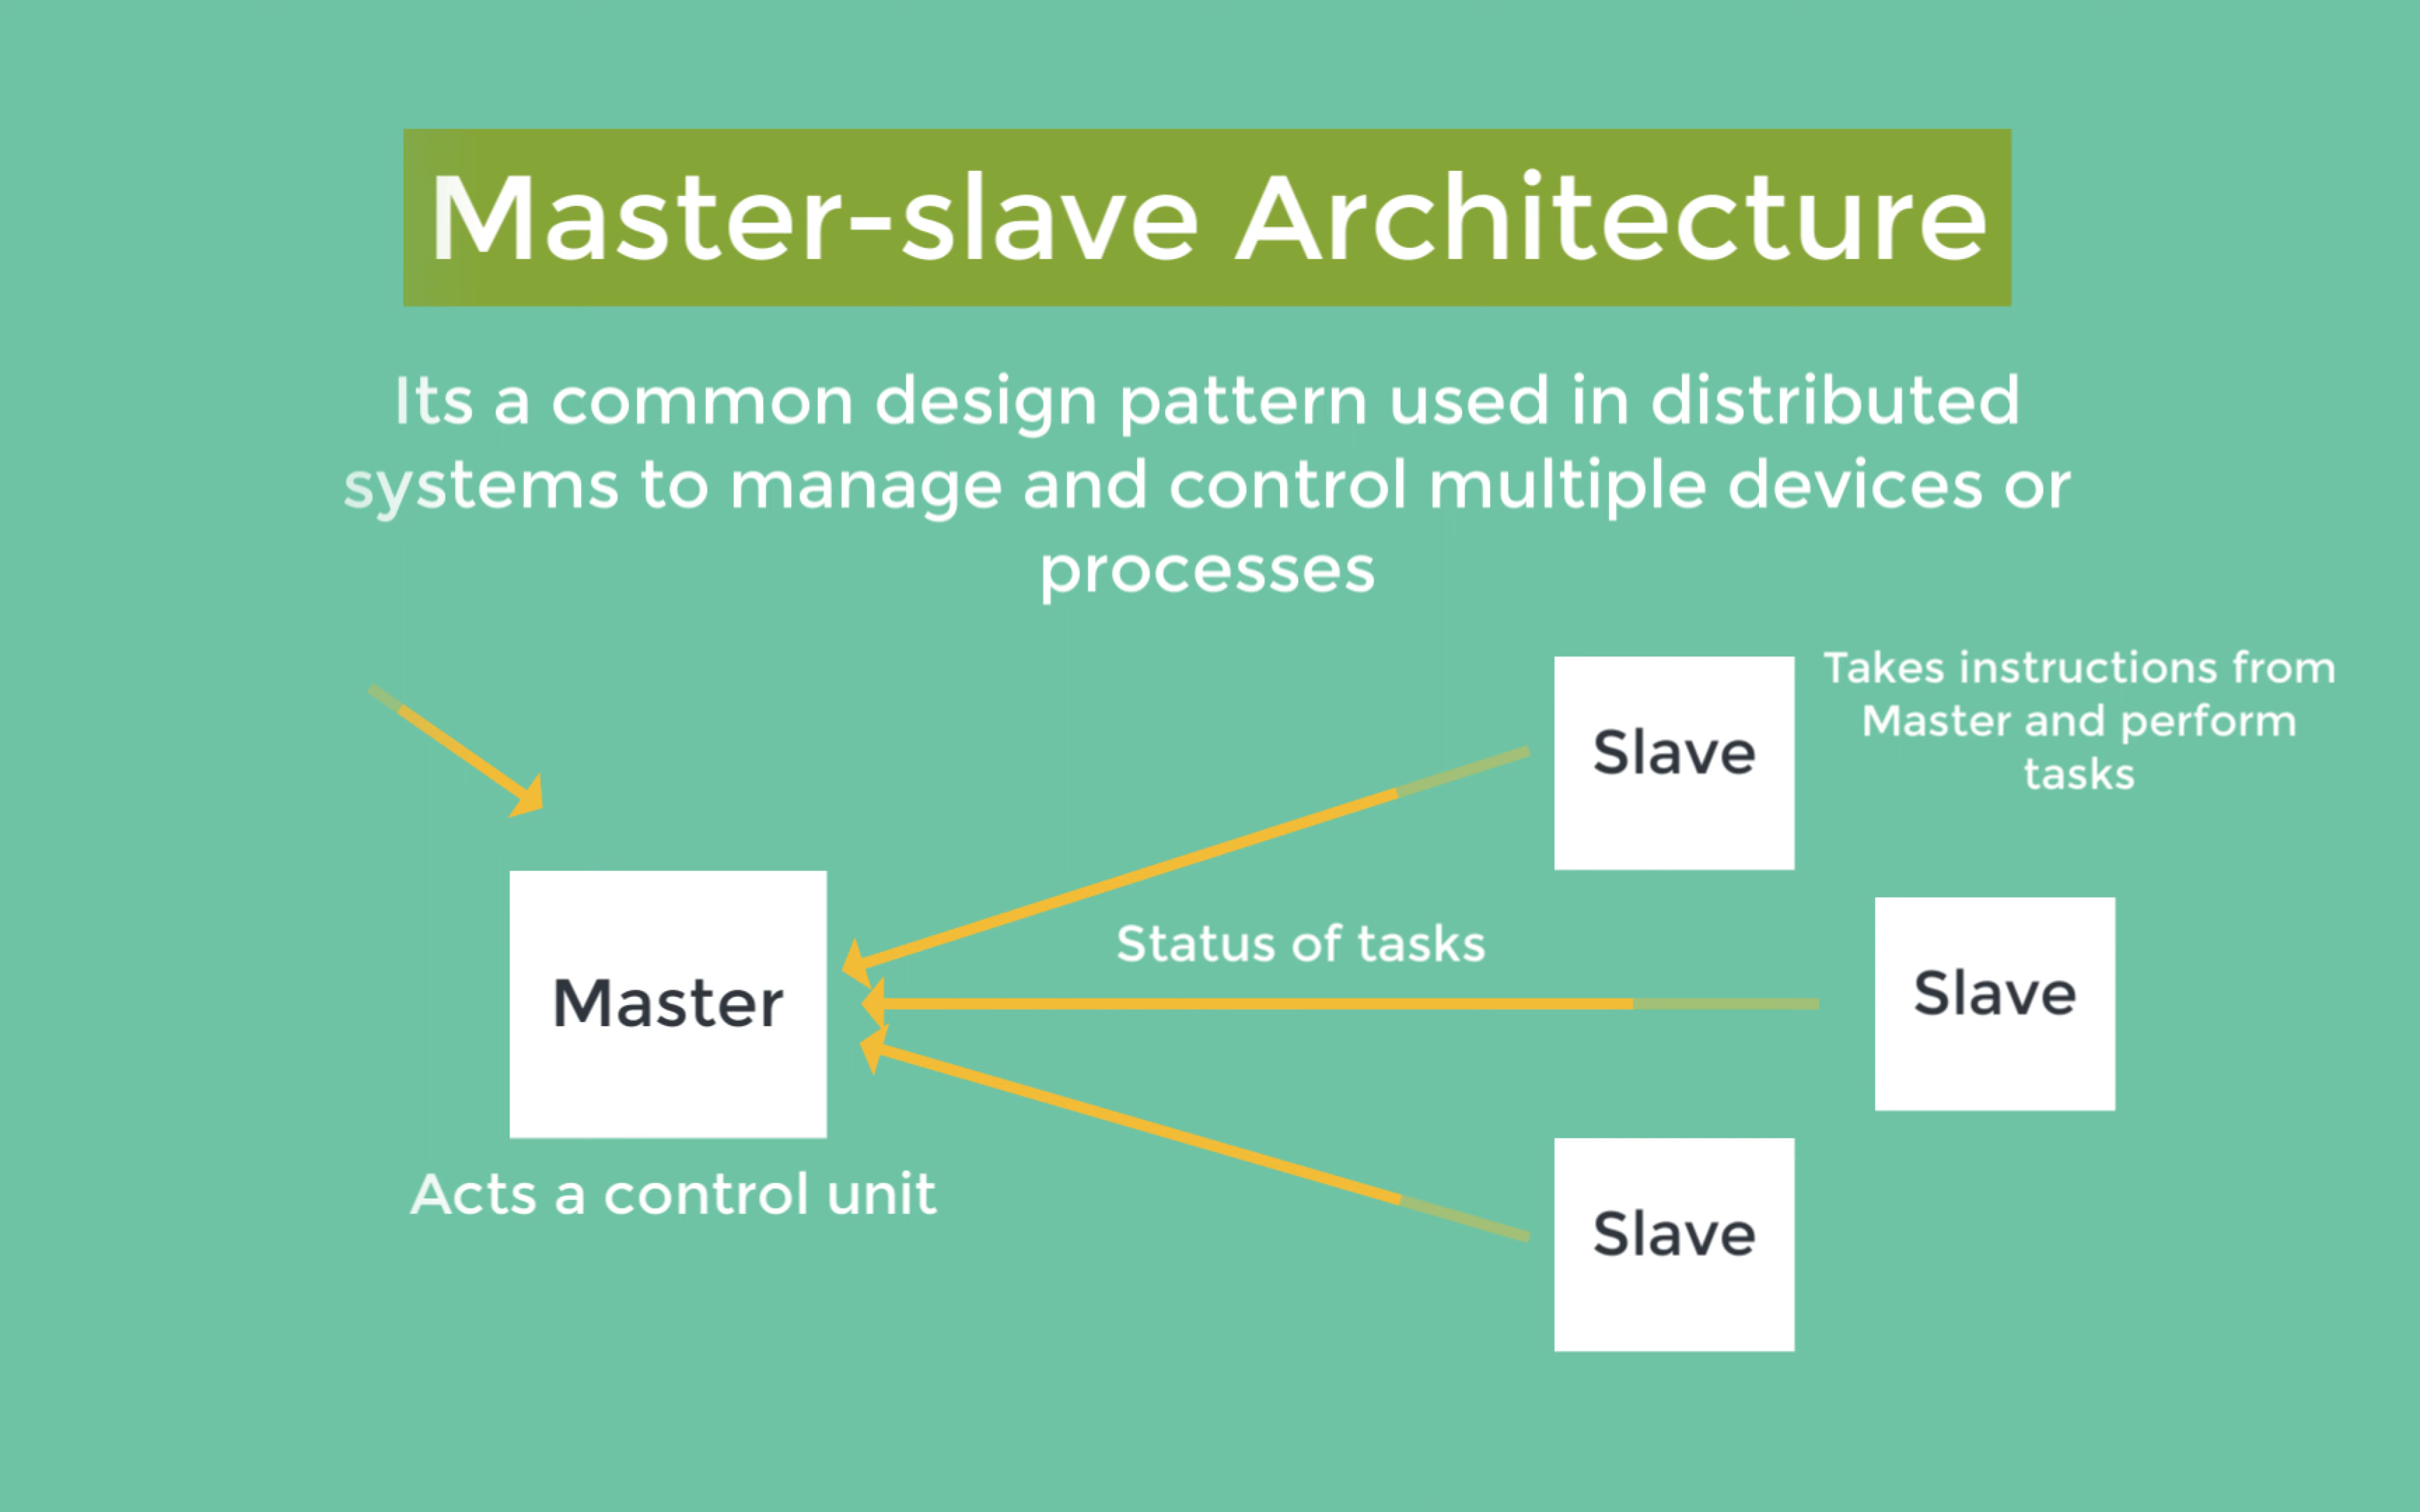 Master-slave Architecture
Its a common design pattern used in distributed
systems to manage and control multiple devices or
processes
Slave
Takes instructions from
Master and perform
tasks
Status of tasks
Master
Slave
Acts a control unit
Slave